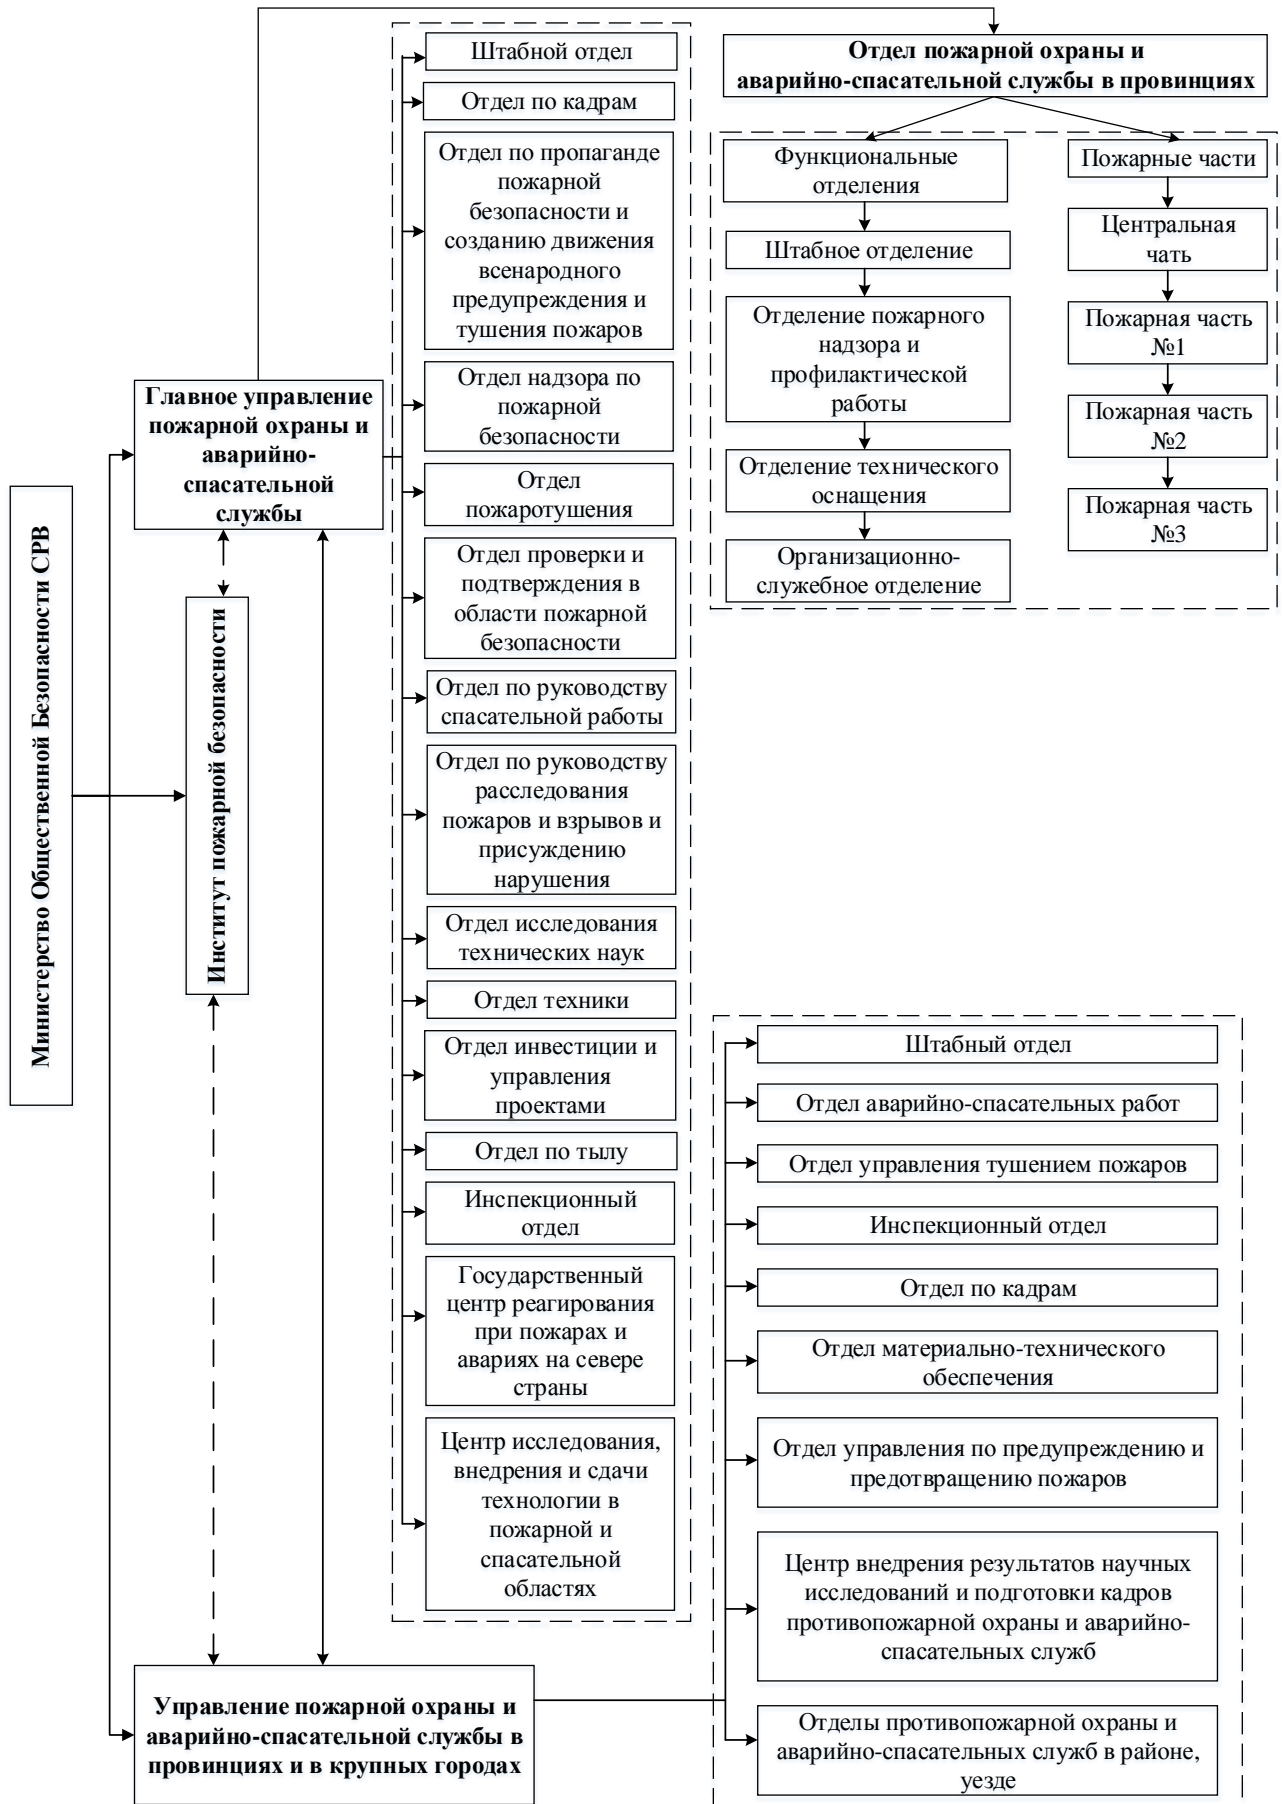 Министерство Общественной Безопасности СРВ
Главное управление
пожарной охраны и
аварийно-
спасательной
службы
Институт пожарной безопасности
Управление пожарной охраны и
аварийно-спасательной службы в
провинциях и в крупных городах
Штабной отдел
Отдел по кадрам
Отдел по пропаганде
пожарной
безопасности и
созданию движения
всенародного
предупреждения и
тушения пожаров
Отдел надзора по
пожарной
безопасности
Отдел
пожаротушения
Отдел проверки и
подтверждения в
области пожарной
безопасности
Отдел по руководству
спасательной работы
Отдел по руководству
расследования
пожаров и взрывов и
присуждению
нарушения
Отдел исследования
технических наук
Отдел техники
Отдел инвестиции и
управления
проектами
Отдел по тылу
Инспекционный
отдел
Государственный
центр реагирования
при пожарах и
авариях на севере
страны
Центр исследования,
внедрения и сдачи
технологии в
пожарной и
спасательной
областях
Отдел пожарной охраны и
аварийно-спасательной службы в провинциях
Функциональные
отделения
Штабное отделение
Отделение пожарного
надзора и
профилактической
работы
Отделение технического
оснащения
Организационно-
служебное отделение
Пожарные части
Центральная
чать
Пожарная часть
№1
Пожарная часть
№2
Пожарная часть
№3
Штабный отдел
Отдел аварийно-спасательных работ
Отдел управления тушением пожаров
Инспекционный отдел
Отдел по кадрам
Отдел материально-технического
обеспечения
Отдел управления по предупреждению и
предотвращению пожаров
Центр внедрения результатов научных
исследований и подготовки кадров
противопожарной охраны и аварийно-
спасательных служб
Отделы противопожарной охраны и
аварийно-спасательных служб в районе,
уезде